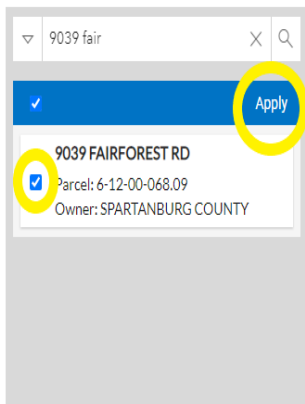 9039 fair
Apply
9039 FAIRFOREST RD
Parcel: 6-12-00-068.09
Owner: SPARTANBURG COUNTY